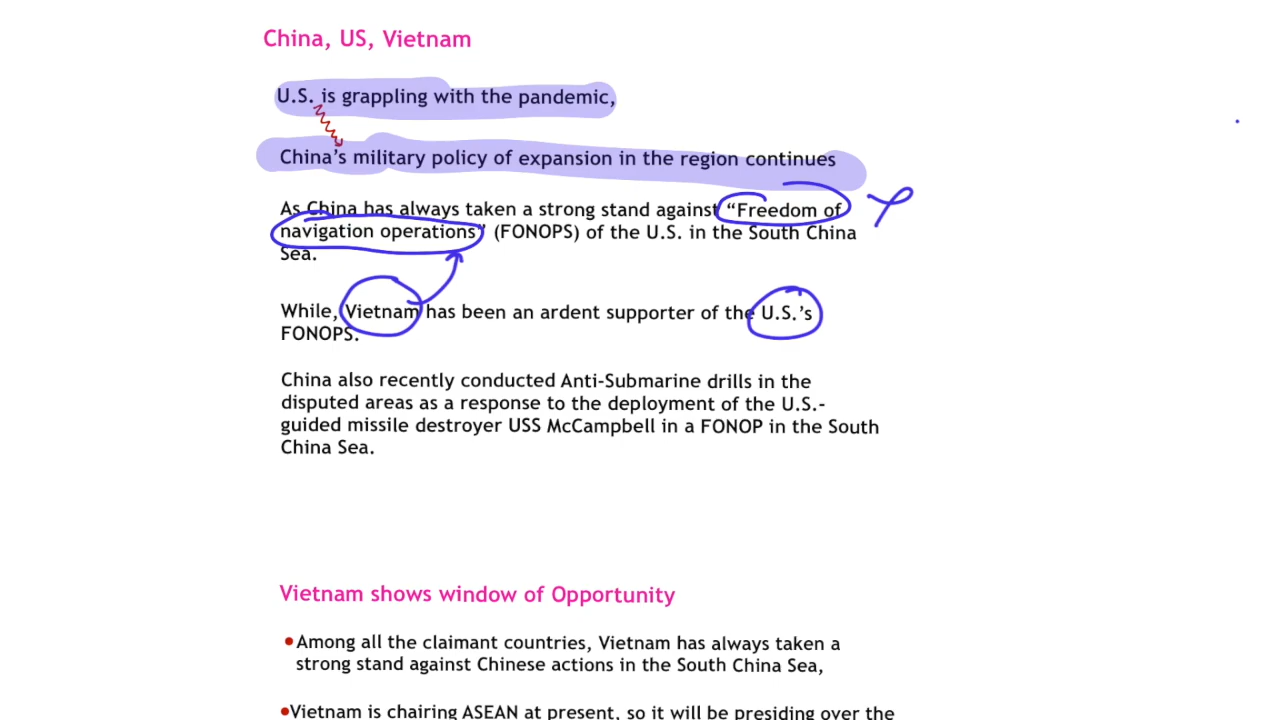 China, US, Vietnam
U.S. is grappling with the pandemic,
China's military policy of expansion in the region continues
As China has always taken a strong stand against “Freedom of
navigation operations” (FONOPS) of the U.S. in the South China
Sea.
While, Vietnam has been an ardent supporter of the U.S.'s
FONOPS.
China also recently conducted Anti-Submarine drills in the
disputed areas as a response to the deployment of the U.S.-
guided missile destroyer USS McCampbell in a FONOP in the South
China Sea.
Vietnam shows window of Opportunity
•Among all the claimant countries, Vietnam has always taken a
strong stand against Chinese actions in the South China Sea,
•Vietnam is chairing ASEAN at present, so it will be presiding over the